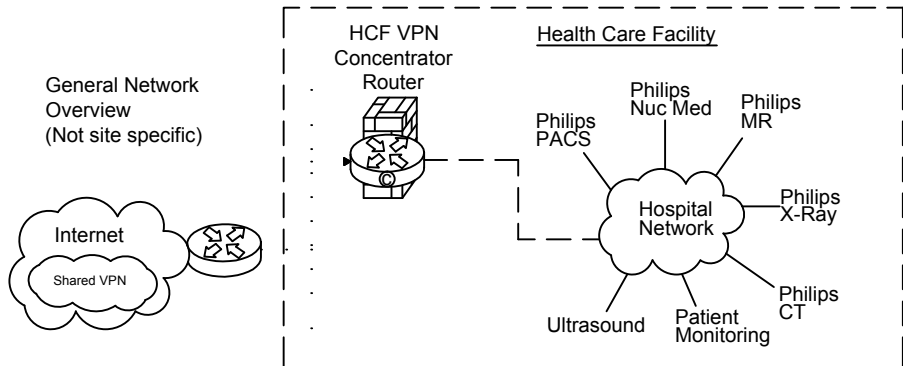 General Network
Overview
(Not site specific)
Internet
Shared VPN
HCF VPN
Concentrator
Router
C
Health Care Facility
Philips
PACS
Philips
Nuc Med
Philips
MR
Philips
X-Ray
Philips
CT
Patient
Monitoring
Ultrasound
Hospital
Network